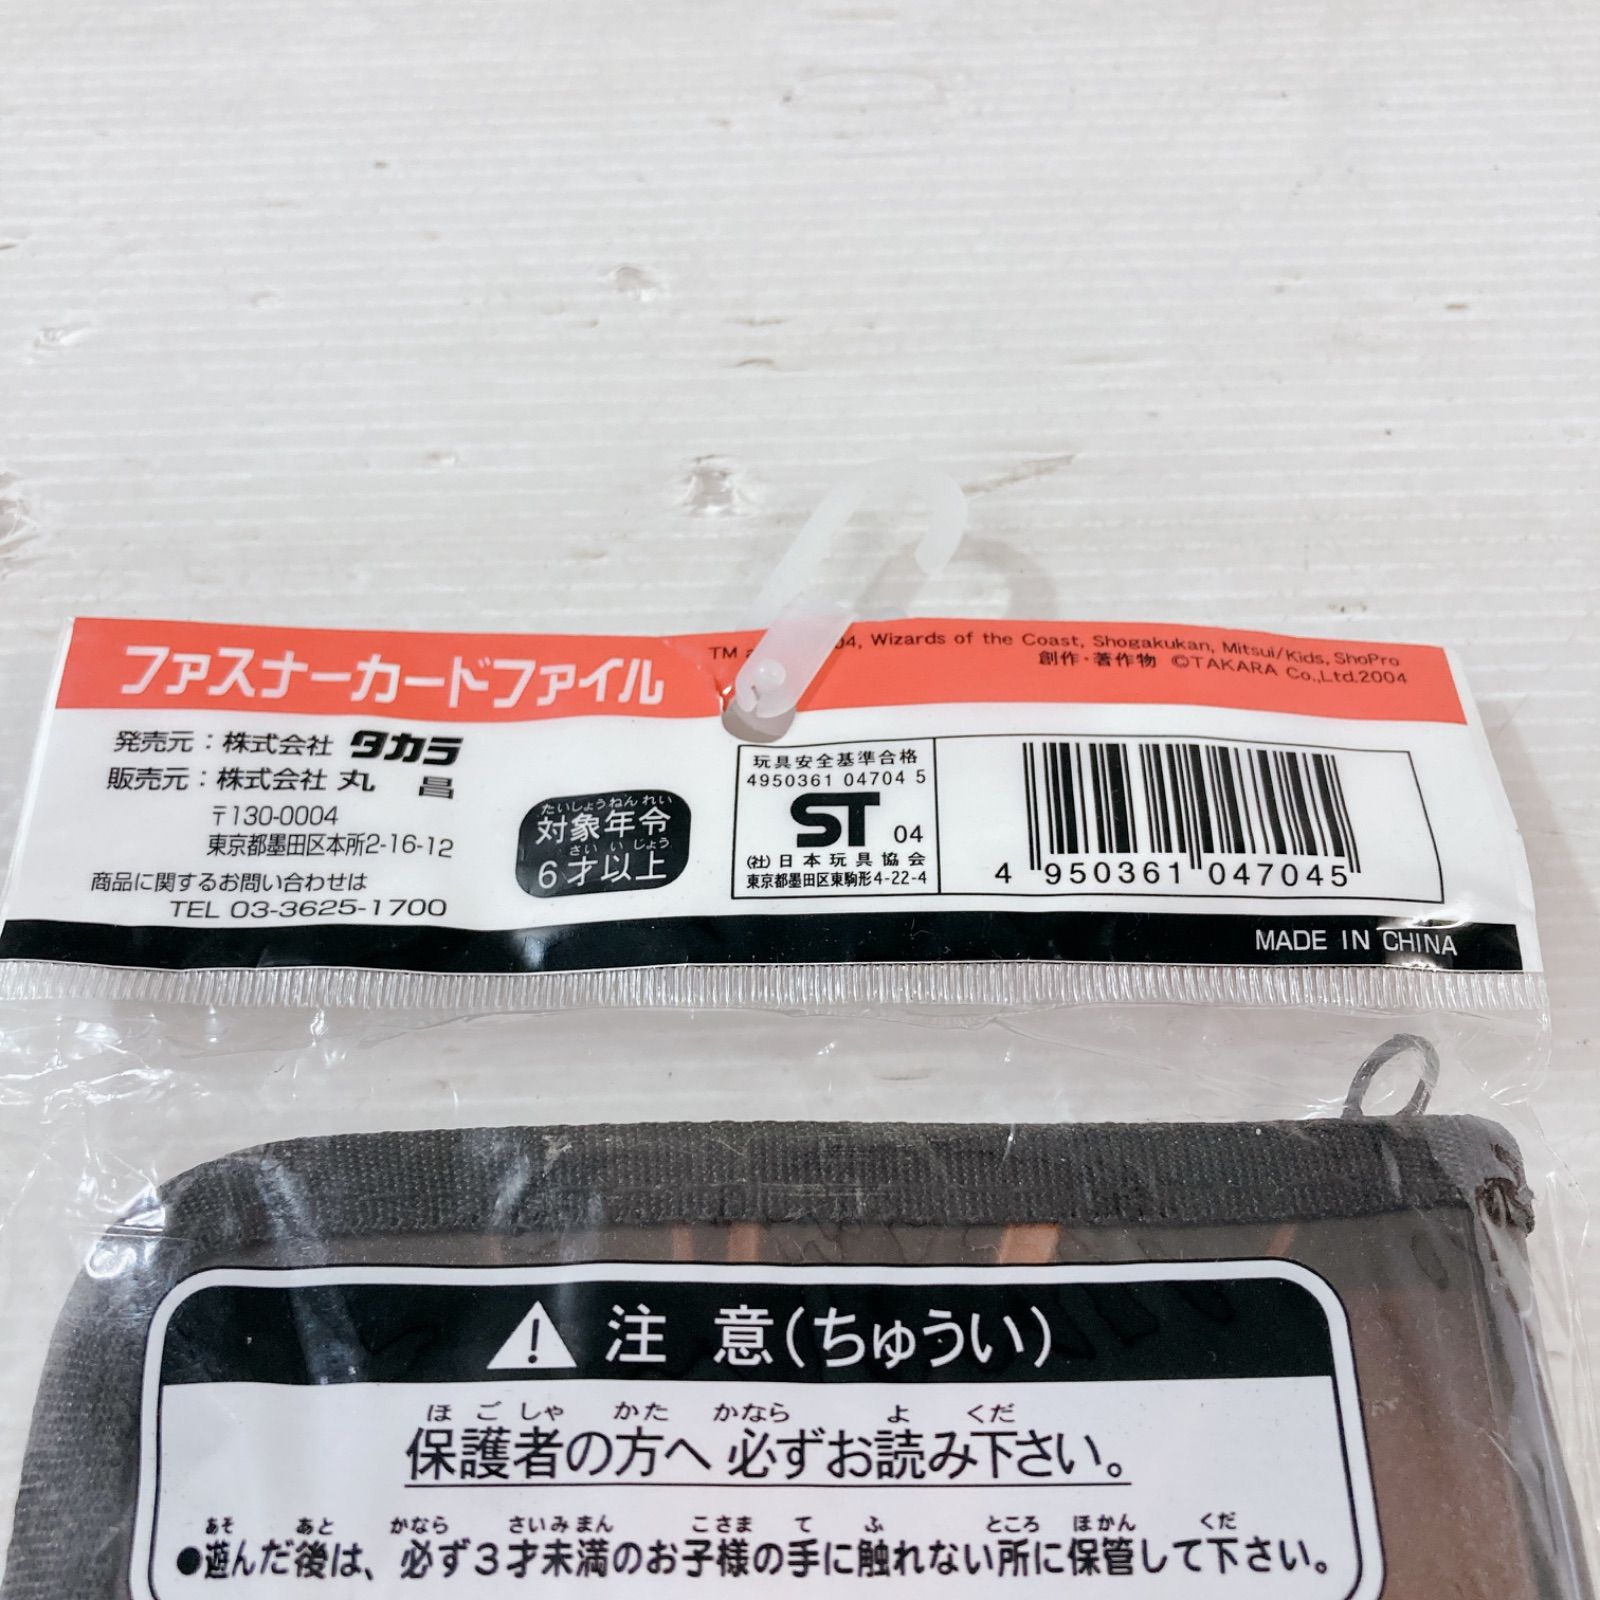 ファスナーカードファイル
TM 04, Wizards of the Coast, Shogakukan, Mitsui/Kids, ShoPro
創作・著作物 ©TAKARA Co.,Ltd.2004
発売元：株式会社 タカラ
販売元：株式会社 丸昌
〒130-0004
東京都墨田区本所2-16-12
商品に関するお問い合わせは
TEL 03-3625-1700
たいしょうねんれい
対象年令
さいいじょう
6才以上
玩具安全基準合格
4950361 04704 5
ST 04
(社)日本玩具協会
東京都墨田区東駒形4-22-4
4 950361 047045
MADE IN CHINA
注 意(ちゅうい)
ほごしゃ かた かなら よ くだ
保護者の方へ 必ずお読み下さい。
あそ あと かなら さいみまん こさま て ふ ところ ほかん くだ
●遊んだ後は、必ず3才未満のお子様の手に触れない所に保管して下さい。